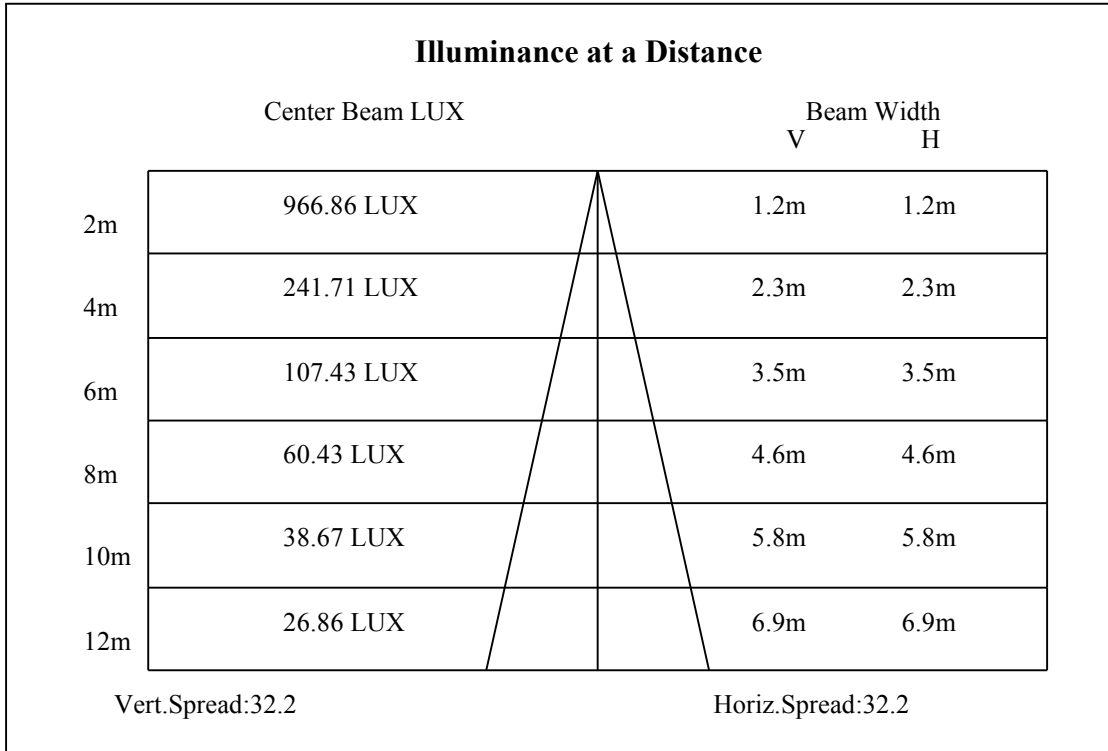 Illuminance at a Distance
Center Beam LUX Beam Width
V H
2m 966.86 LUX 1.2m 1.2m
4m 241.71 LUX 2.3m 2.3m
6m 107.43 LUX 3.5m 3.5m
8m 60.43 LUX 4.6m 4.6m
10m 38.67 LUX 5.8m 5.8m
12m 26.86 LUX 6.9m 6.9m
Vert.Spread:32.2 Horiz.Spread:32.2